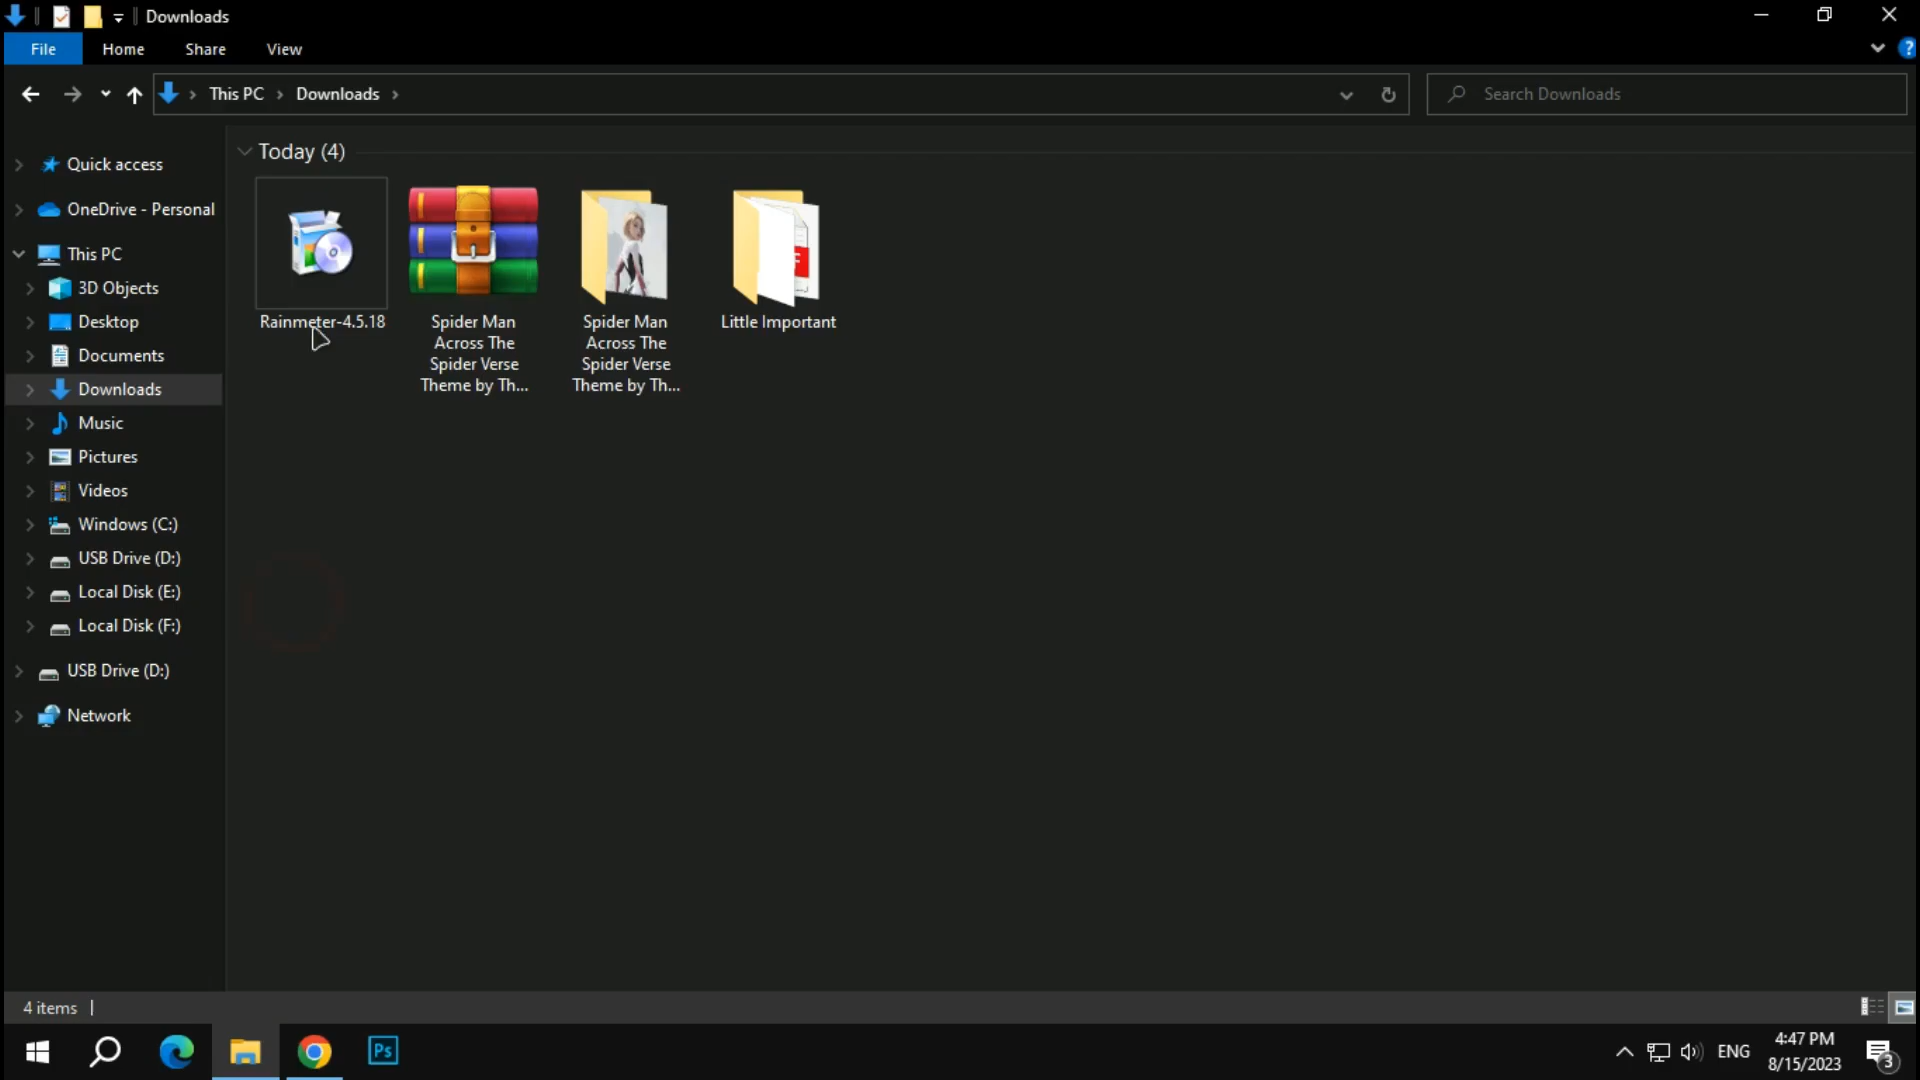 Downloads
File Home Share View
This PC Downloads
Search Downloads
Quick access
OneDrive - Personal
This PC
3D Objects
Desktop
Documents
Downloads
Music
Pictures
Videos
Windows (C:)
USB Drive (D:)
Local Disk (E:)
Local Disk (F:)
USB Drive (D:)
Network
Today (4)
Rainmeter-4.5.18
Spider Man
Across The
Spider Verse
Theme by Th...
Spider Man
Across The
Spider Verse
Theme by Th...
Little Important
4 items
Ps
ENG
4:47 PM
8/15/2023
3